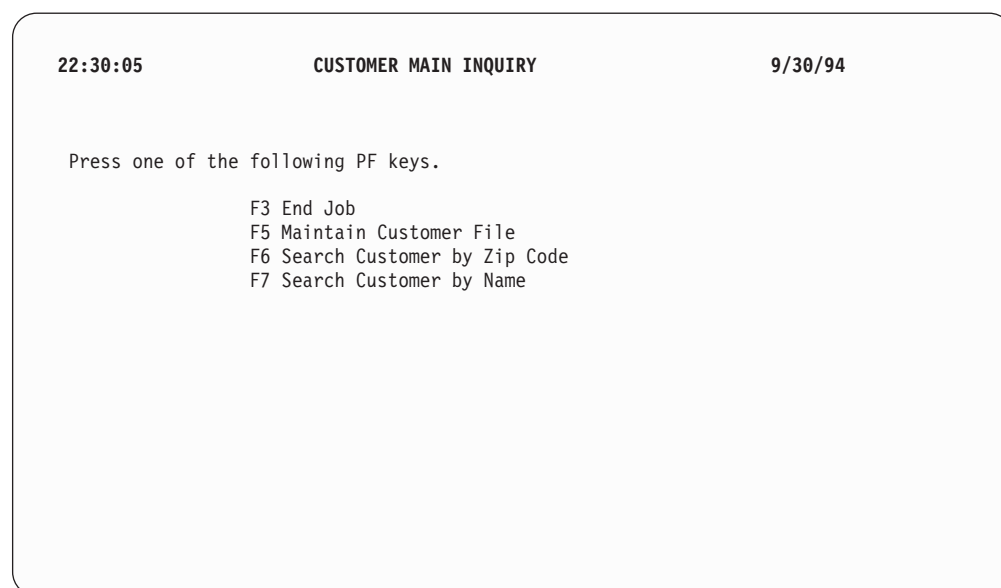 22:30:05 CUSTOMER MAIN INQUIRY 9/30/94
Press one of the following PF keys.
F3 End Job
F5 Maintain Customer File
F6 Search Customer by Zip Code
F7 Search Customer by Name